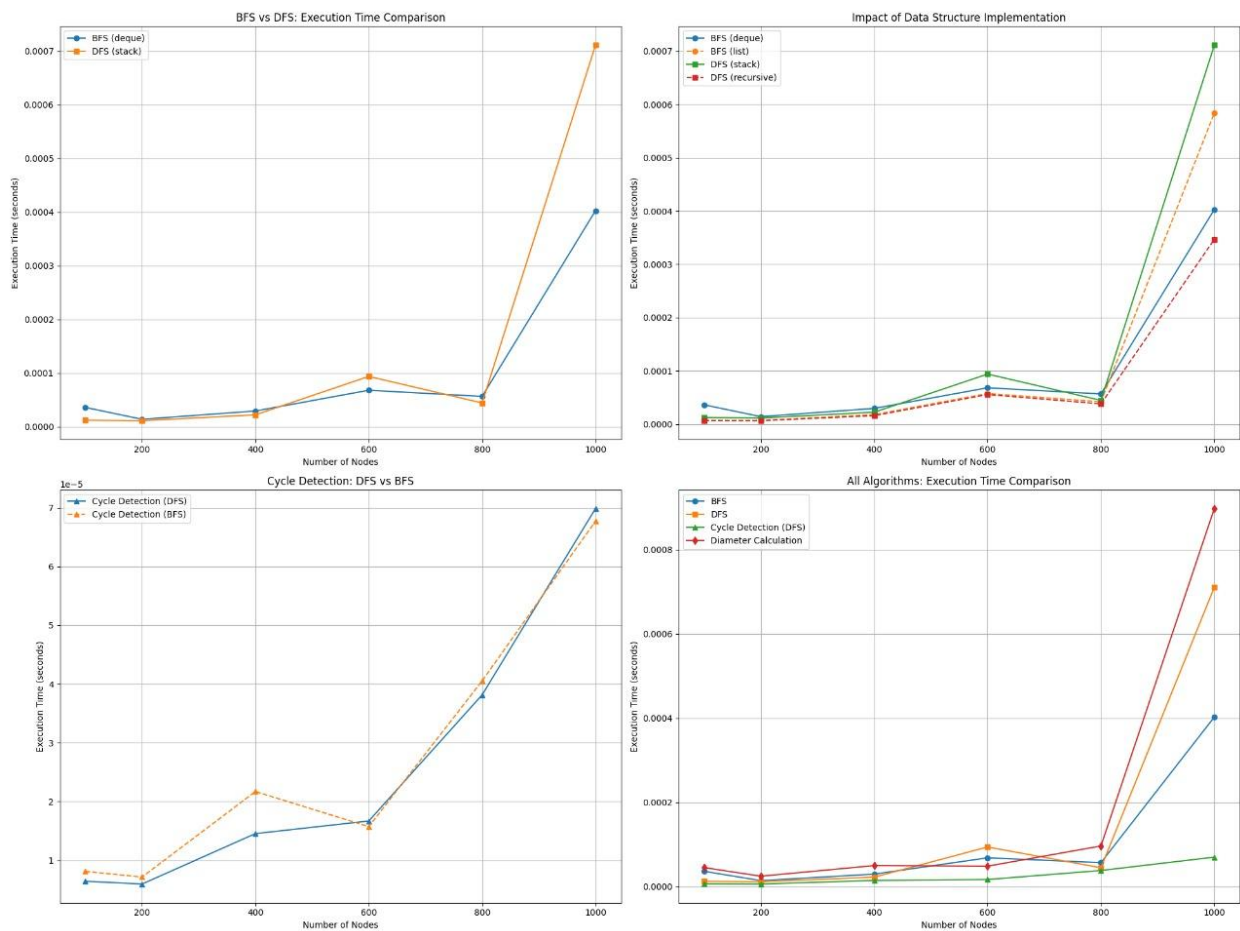 BFS vs DFS: Execution Time Comparison
BFS (deque)
DFS (stack)
0.0007
0.0006
0.0005
0.0004
0.0003
0.0002
0.0001
0.0000
Execution Time (seconds)
200
400
600
800
1000
Number of Nodes
Impact of Data Structure Implementation
BFS (deque)
BFS (list)
DFS (stack)
DFS (recursive)
0.0007
0.0006
0.0005
0.0004
0.0003
0.0002
0.0001
0.0000
Execution Time (seconds)
200
400
600
800
1000
Number of Nodes
Cycle Detection: DFS vs BFS
1e−5
Cycle Detection (DFS)
Cycle Detection (BFS)
7
6
5
4
3
2
1
Execution Time (seconds)
200
400
600
800
1000
Number of Nodes
All Algorithms: Execution Time Comparison
BFS
DFS
Cycle Detection (DFS)
Diameter Calculation
0.0008
0.0006
0.0004
0.0002
0.0000
Execution Time (seconds)
200
400
600
800
1000
Number of Nodes